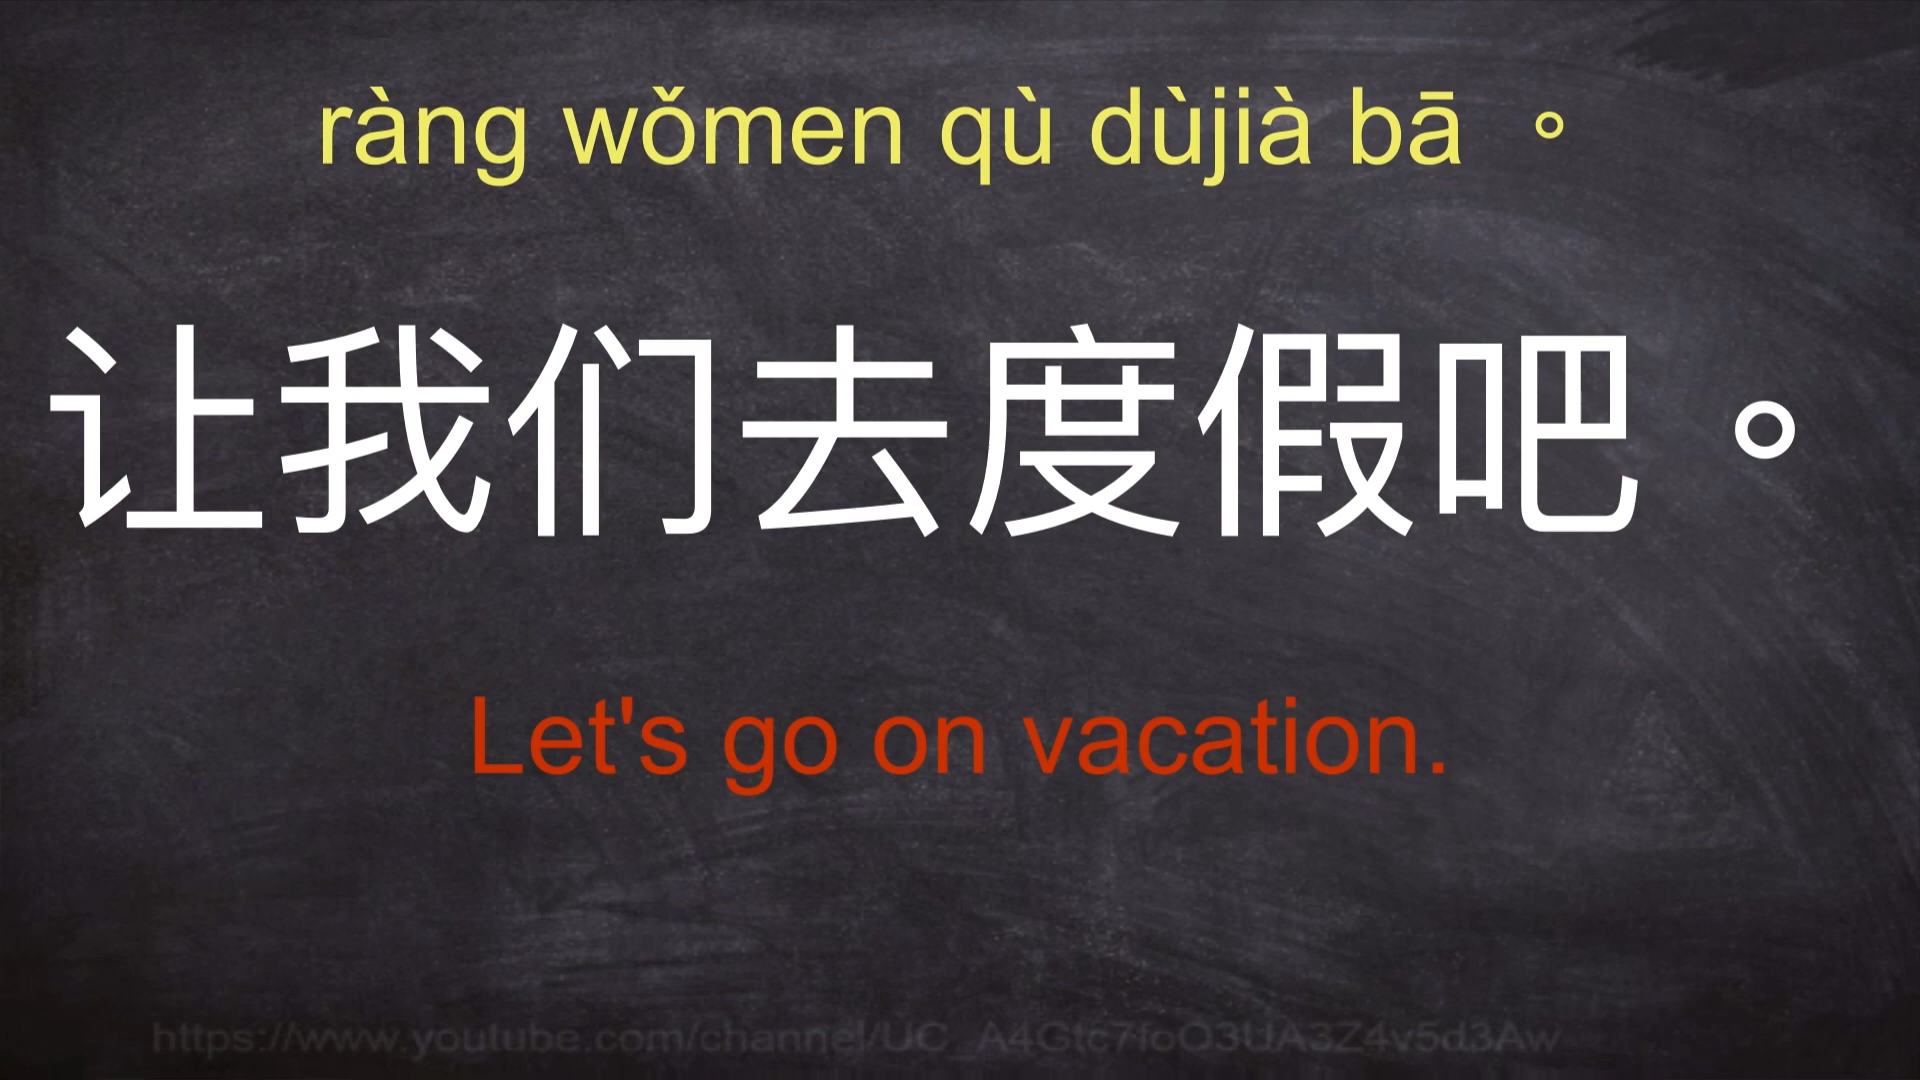 ràng wǒmen qù dùjià bā 。
让我们去度假吧。
Let's go on vacation.
https://www.youtube.com/channel/UC_A4Gtc7foO3UA3Z4v5d3Aw